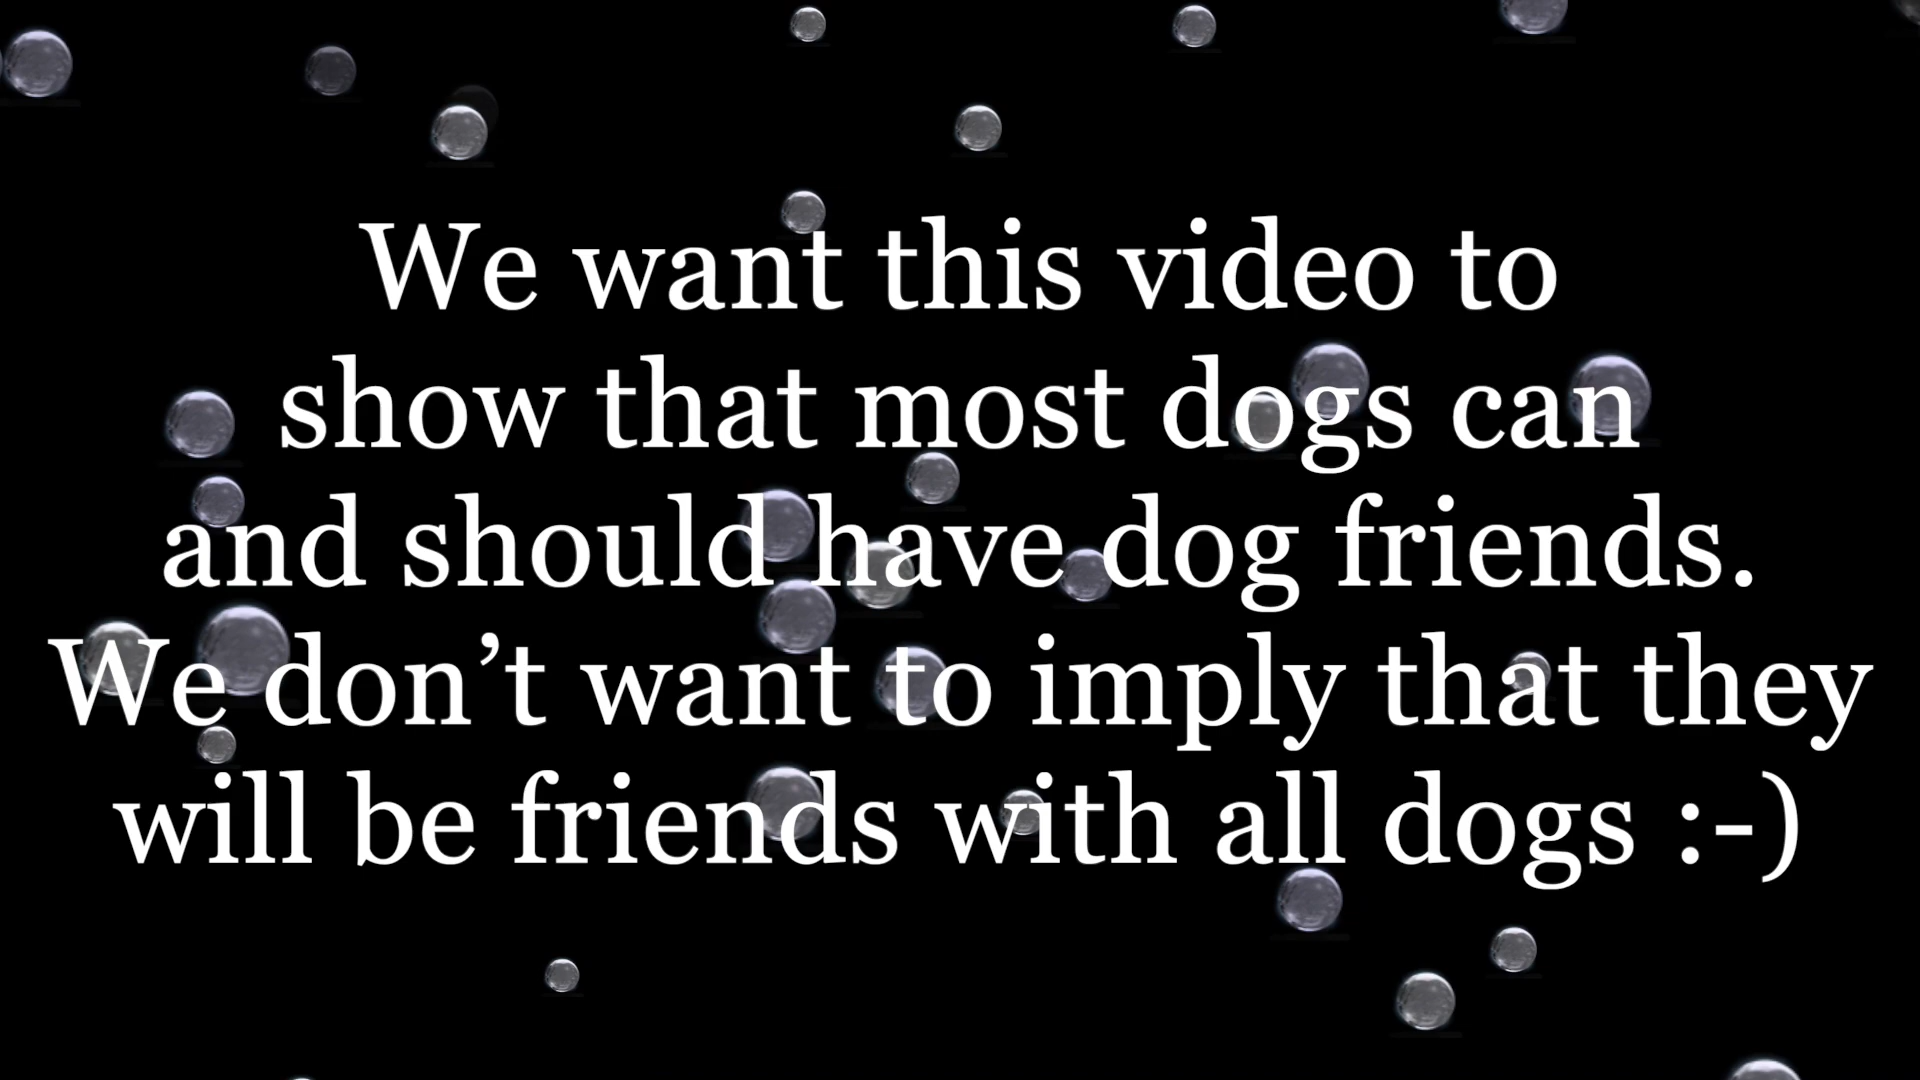 We want this video to
show that most dogs can
and should have dog friends.
We don’t want to imply that they
will be friends with all dogs :-)